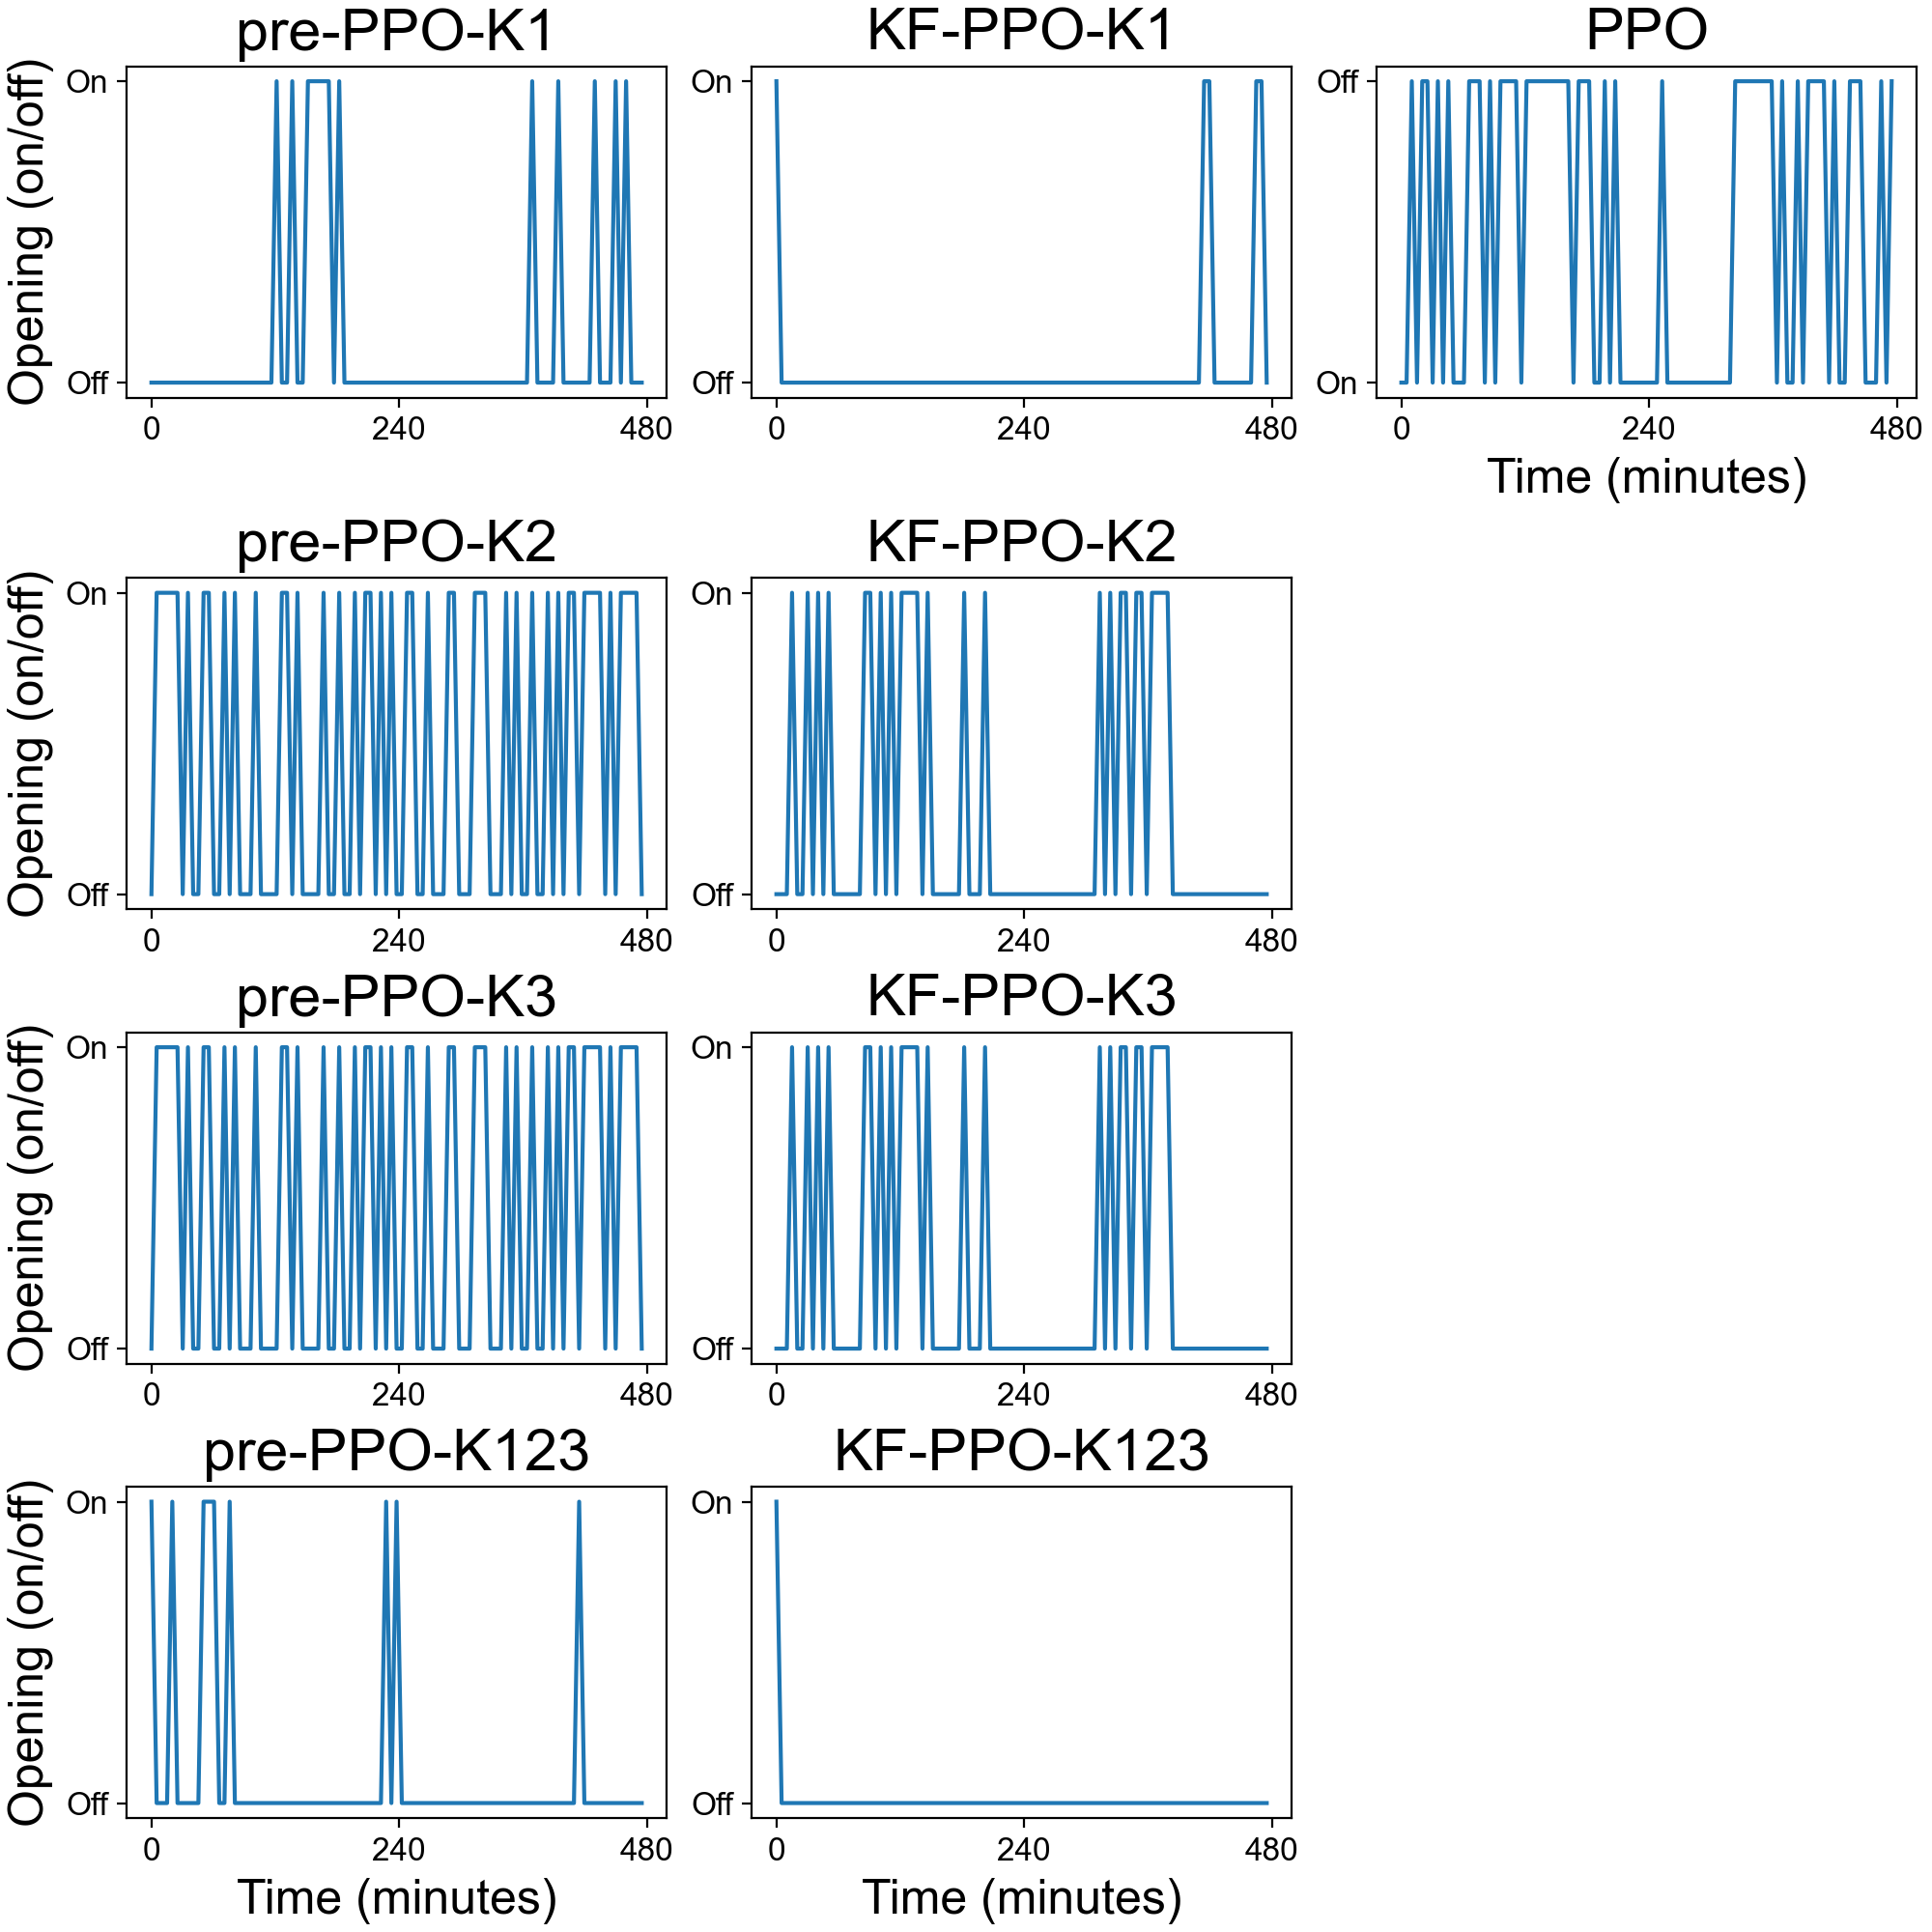 pre-PPO-K1
KF-PPO-K1
PPO
Opening (on/off)
On
Off
0 240 480
On
Off
0 240 480
Off
On
0 240 480
Time (minutes)
pre-PPO-K2
KF-PPO-K2
Opening (on/off)
On
Off
0 240 480
On
Off
0 240 480
pre-PPO-K3
KF-PPO-K3
Opening (on/off)
On
Off
0 240 480
On
Off
0 240 480
pre-PPO-K123
KF-PPO-K123
Opening (on/off)
On
Off
0 240 480
Time (minutes)
On
Off
0 240 480
Time (minutes)